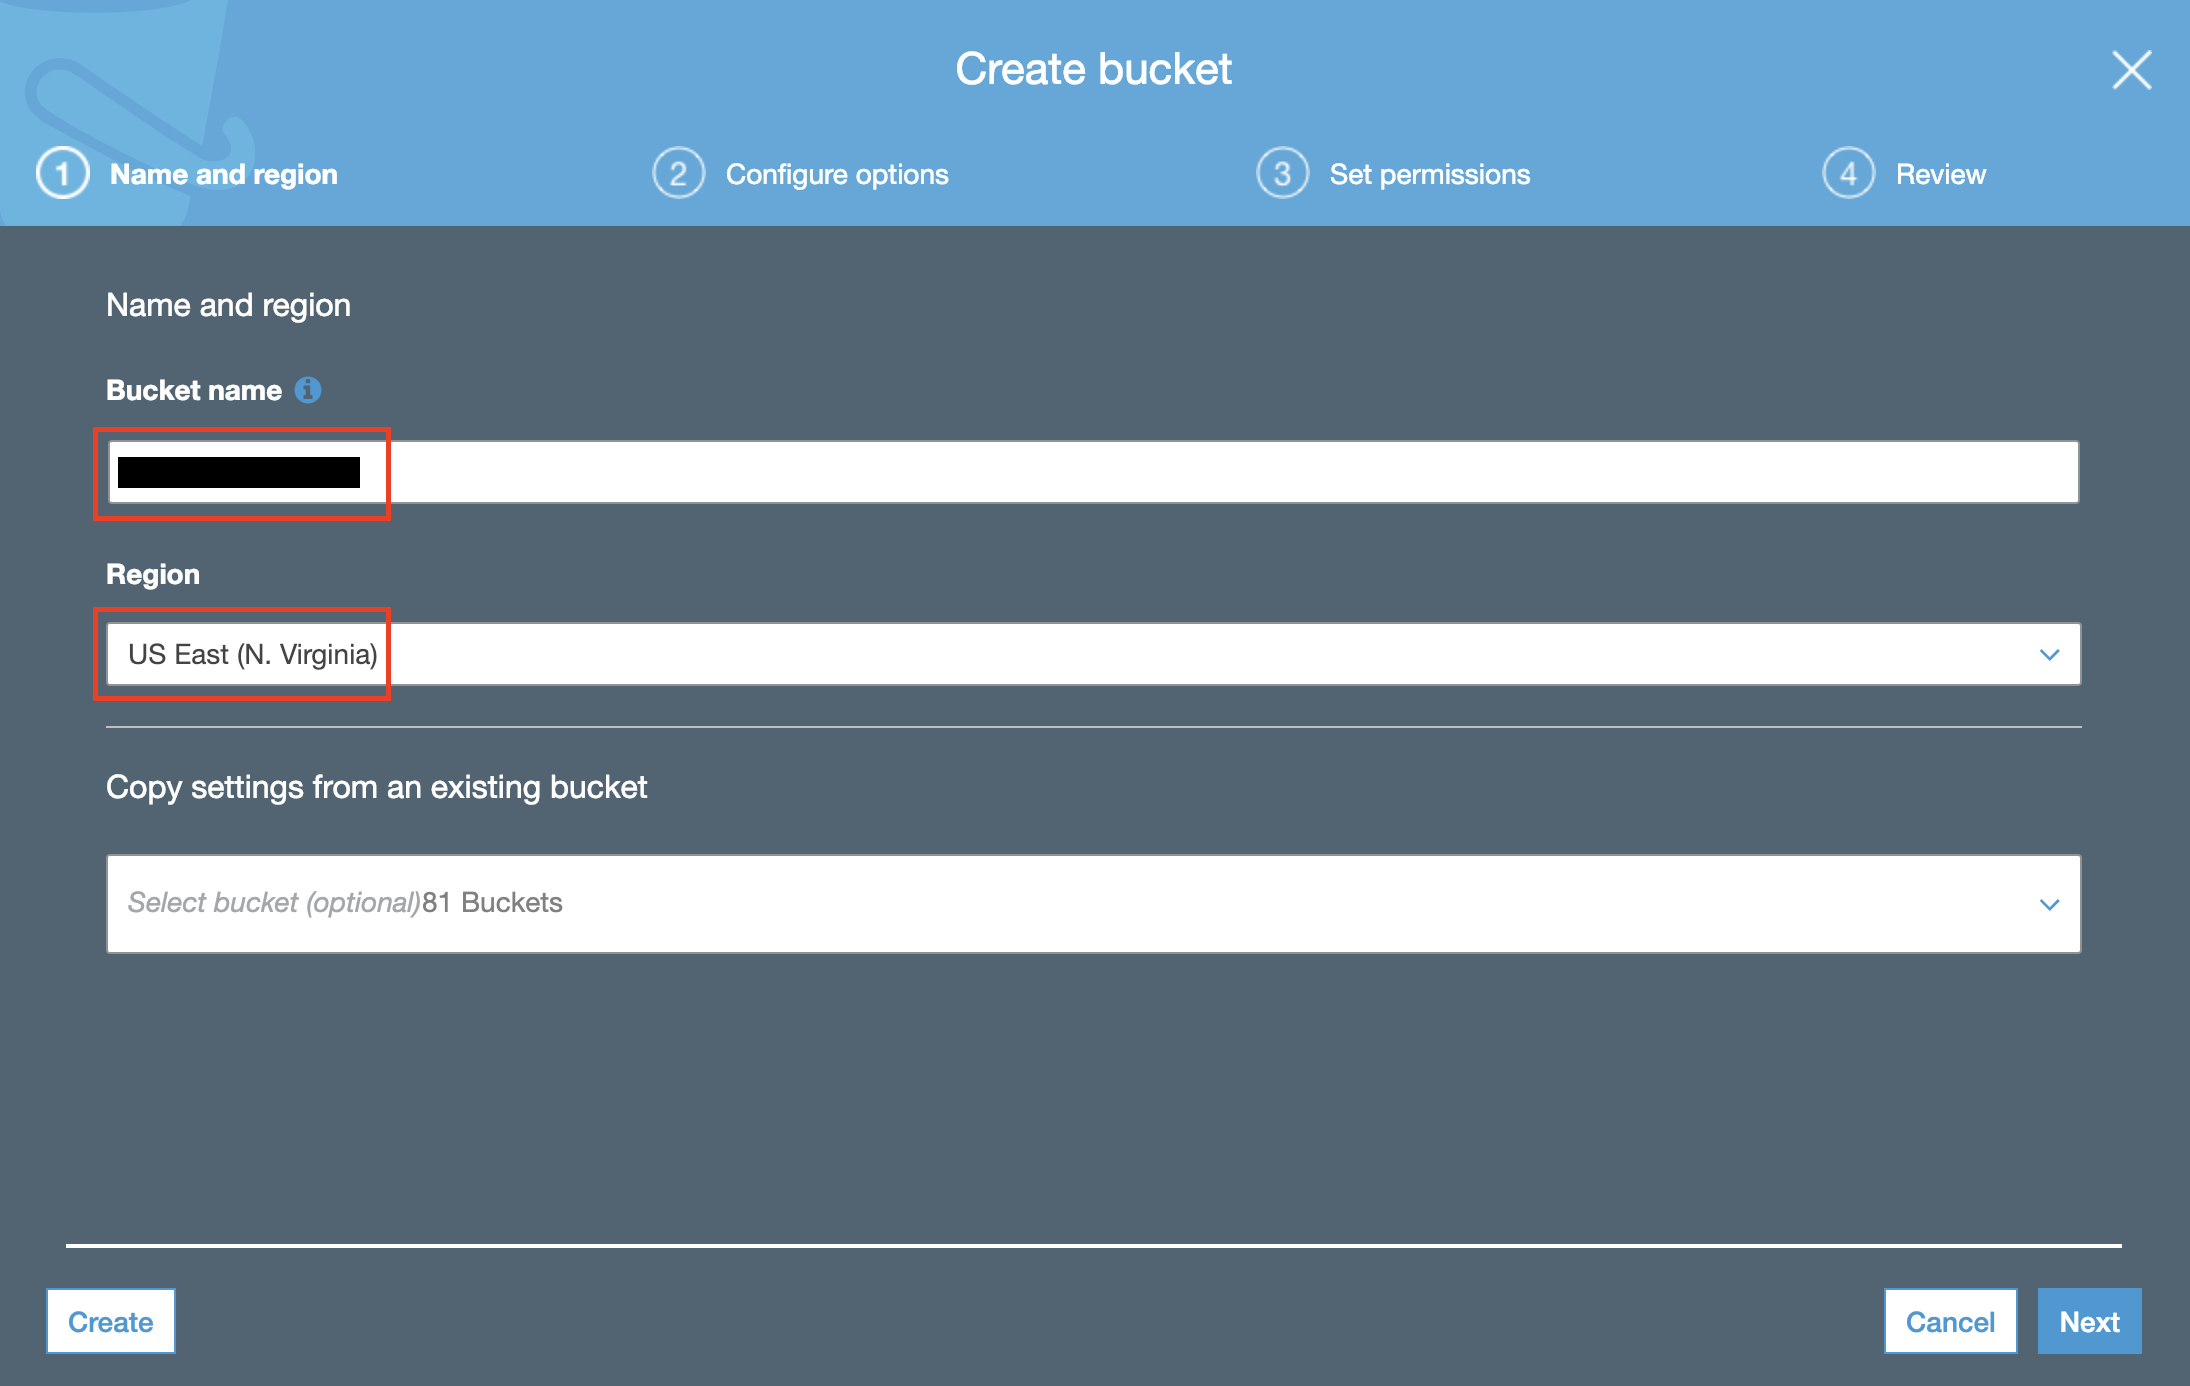 Create bucket
1 Name and region
2 Configure options
3 Set permissions
4 Review
Name and region
Bucket name
Region
US East (N. Virginia)
Copy settings from an existing bucket
Select bucket (optional)81 Buckets
Create
Cancel
Next